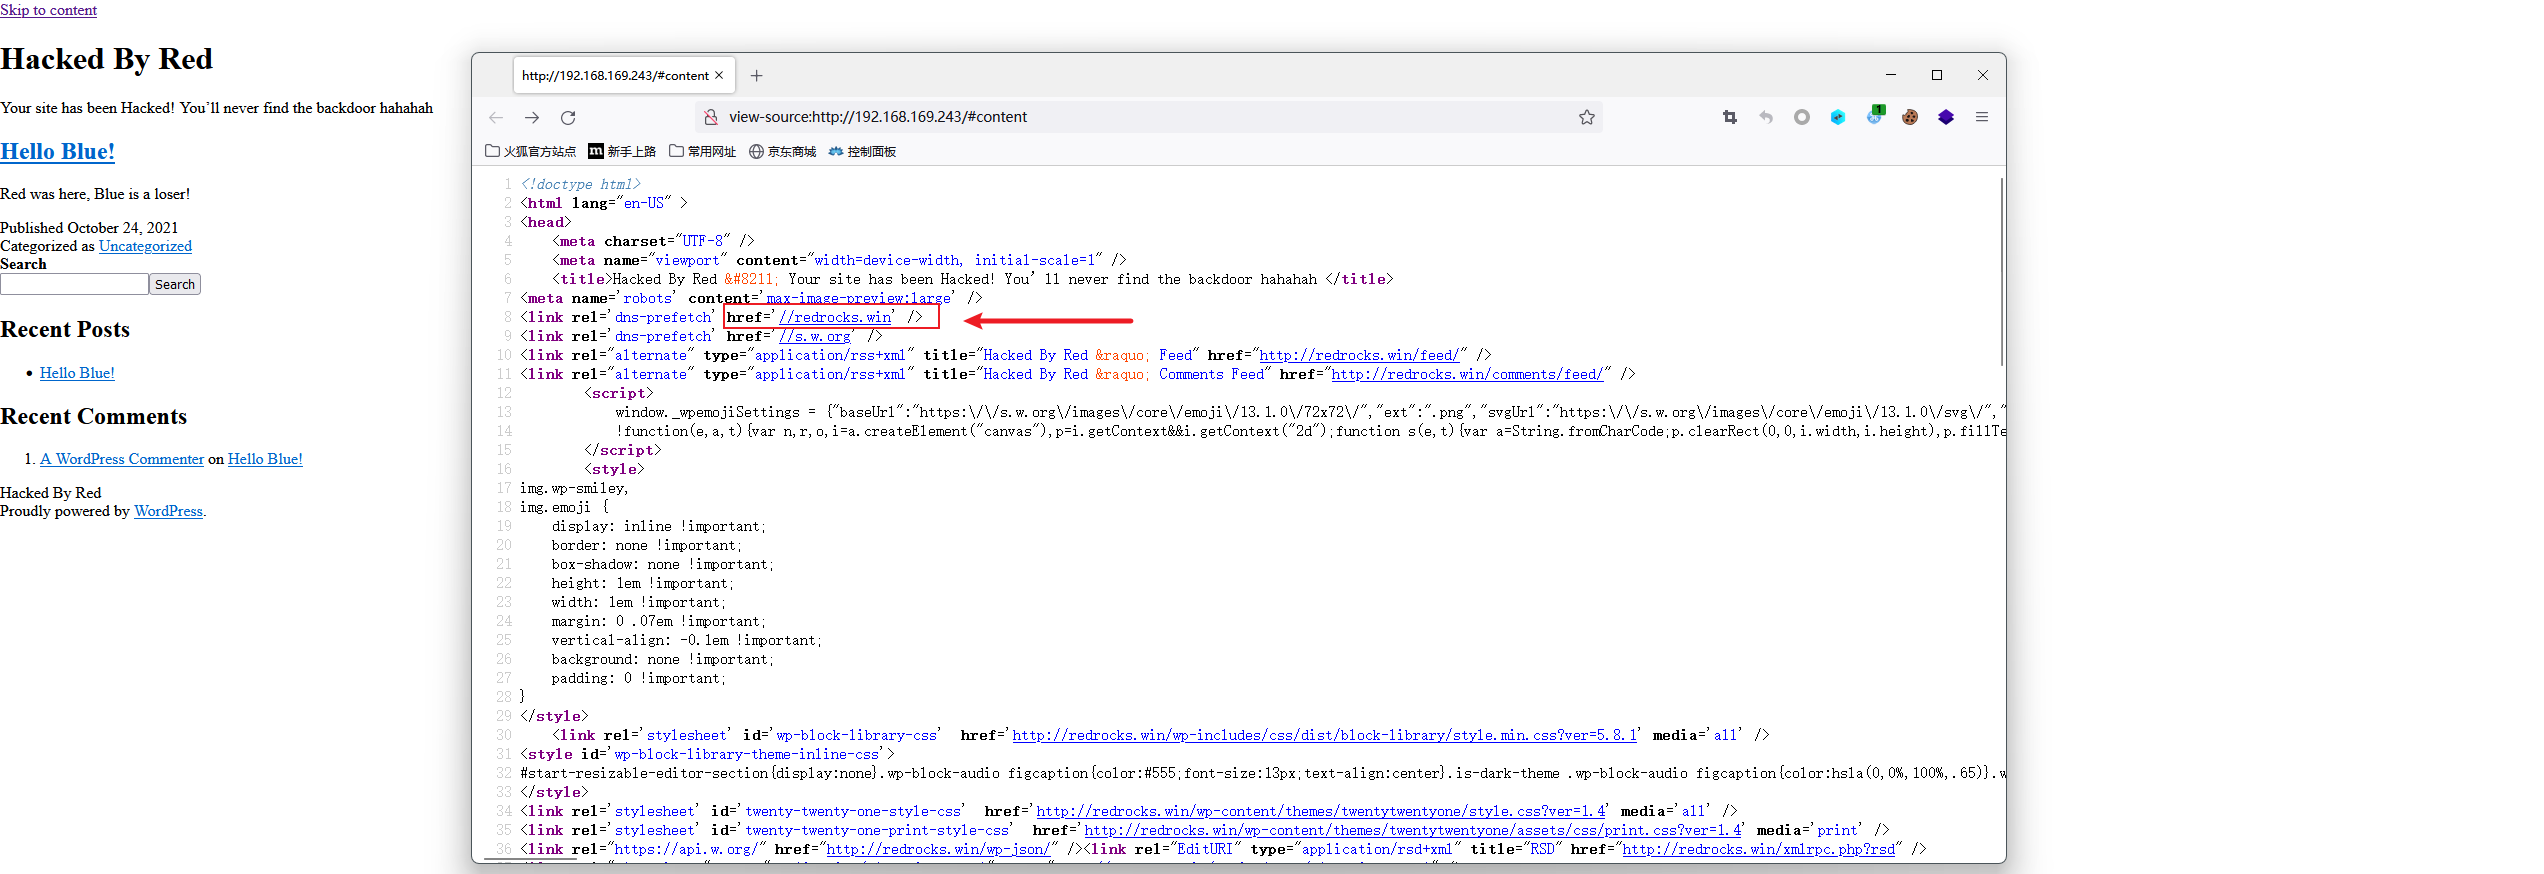 Skip to content
Hacked By Red
Your site has been Hacked! You’ll never find the backdoor hahahah
Hello Blue!
Red was here, Blue is a loser!
Published October 24, 2021
Categorized as Uncategorized
Search
Search
Recent Posts
• Hello Blue!
Recent Comments
1. A WordPress Commenter on Hello Blue!
Hacked By Red
Proudly powered by WordPress.
http://192.168.169.243/#content
view-source:http://192.168.169.243/#content
1
火狐官方站点 m 新手上路 常用网址 京东商城 控制面板
1 <!doctype html>
2 <html lang="en-US" >
3 <head>
4 <meta charset="UTF-8" />
5 <meta name="viewport" content="width=device-width, initial-scale=1" />
6 <title>Hacked By Red &#8211; Your site has been Hacked! You’ll never find the backdoor hahahah </title>
7 <meta name='robots' content='max-image-preview:large' />
8 <link rel='dns-prefetch' href='//redrocks.win' />
9 <link rel='dns-prefetch' href='//s.w.org' />
10 <link rel="alternate" type="application/rss+xml" title="Hacked By Red &raquo; Feed" href="http://redrocks.win/feed/" />
11 <link rel="alternate" type="application/rss+xml" title="Hacked By Red &raquo; Comments Feed" href="http://redrocks.win/comments/feed/" />
12 <script>
13 window._wpemojiSettings = {"baseUrl":"https:\/\/s.w.org\/images\/core\/emoji\/13.1.0\/72x72\/","ext":".png","svgUrl":"https:\/\/s.w.org\/images\/core\/emoji\/13.1.0\/svg\/","
14 !function(e,a,t){var n,r,o,i=a.createElement("canvas"),p=i.getContext&&i.getContext("2d");function s(e,t){var a=String.fromCharCode;p.clearRect(0,0,i.width,i.height),p.fillTe
15 </script>
16 <style>
17 img.wp-smiley,
18 img.emoji {
19 display: inline !important;
20 border: none !important;
21 box-shadow: none !important;
22 height: 1em !important;
23 width: 1em !important;
24 margin: 0 .07em !important;
25 vertical-align: -0.1em !important;
26 background: none !important;
27 padding: 0 !important;
28 }
29 </style>
30 <link rel='stylesheet' id='wp-block-library-css' href='http://redrocks.win/wp-includes/css/dist/block-library/style.min.css?ver=5.8.1' media='all' />
31 <style id='wp-block-library-theme-inline-css'>
32 #start-resizable-editor-section{display:none}.wp-block-audio figcaption{color:#555;font-size:13px;text-align:center}.is-dark-theme .wp-block-audio figcaption{color:hsla(0,0%,100%,.65)}.w
33 </style>
34 <link rel='stylesheet' id='twenty-twenty-one-style-css' href='http://redrocks.win/wp-content/themes/twentytwentyone/style.css?ver=1.4' media='all' />
35 <link rel='stylesheet' id='twenty-twenty-one-print-style-css' href='http://redrocks.win/wp-content/themes/twentytwentyone/assets/css/print.css?ver=1.4' media='print' />
36 <link rel="https://api.w.org/" href="http://redrocks.win/wp-json/" /><link rel="EditURI" type="application/rsd+xml" title="RSD" href="http://redrocks.win/xmlrpc.php?rsd" />